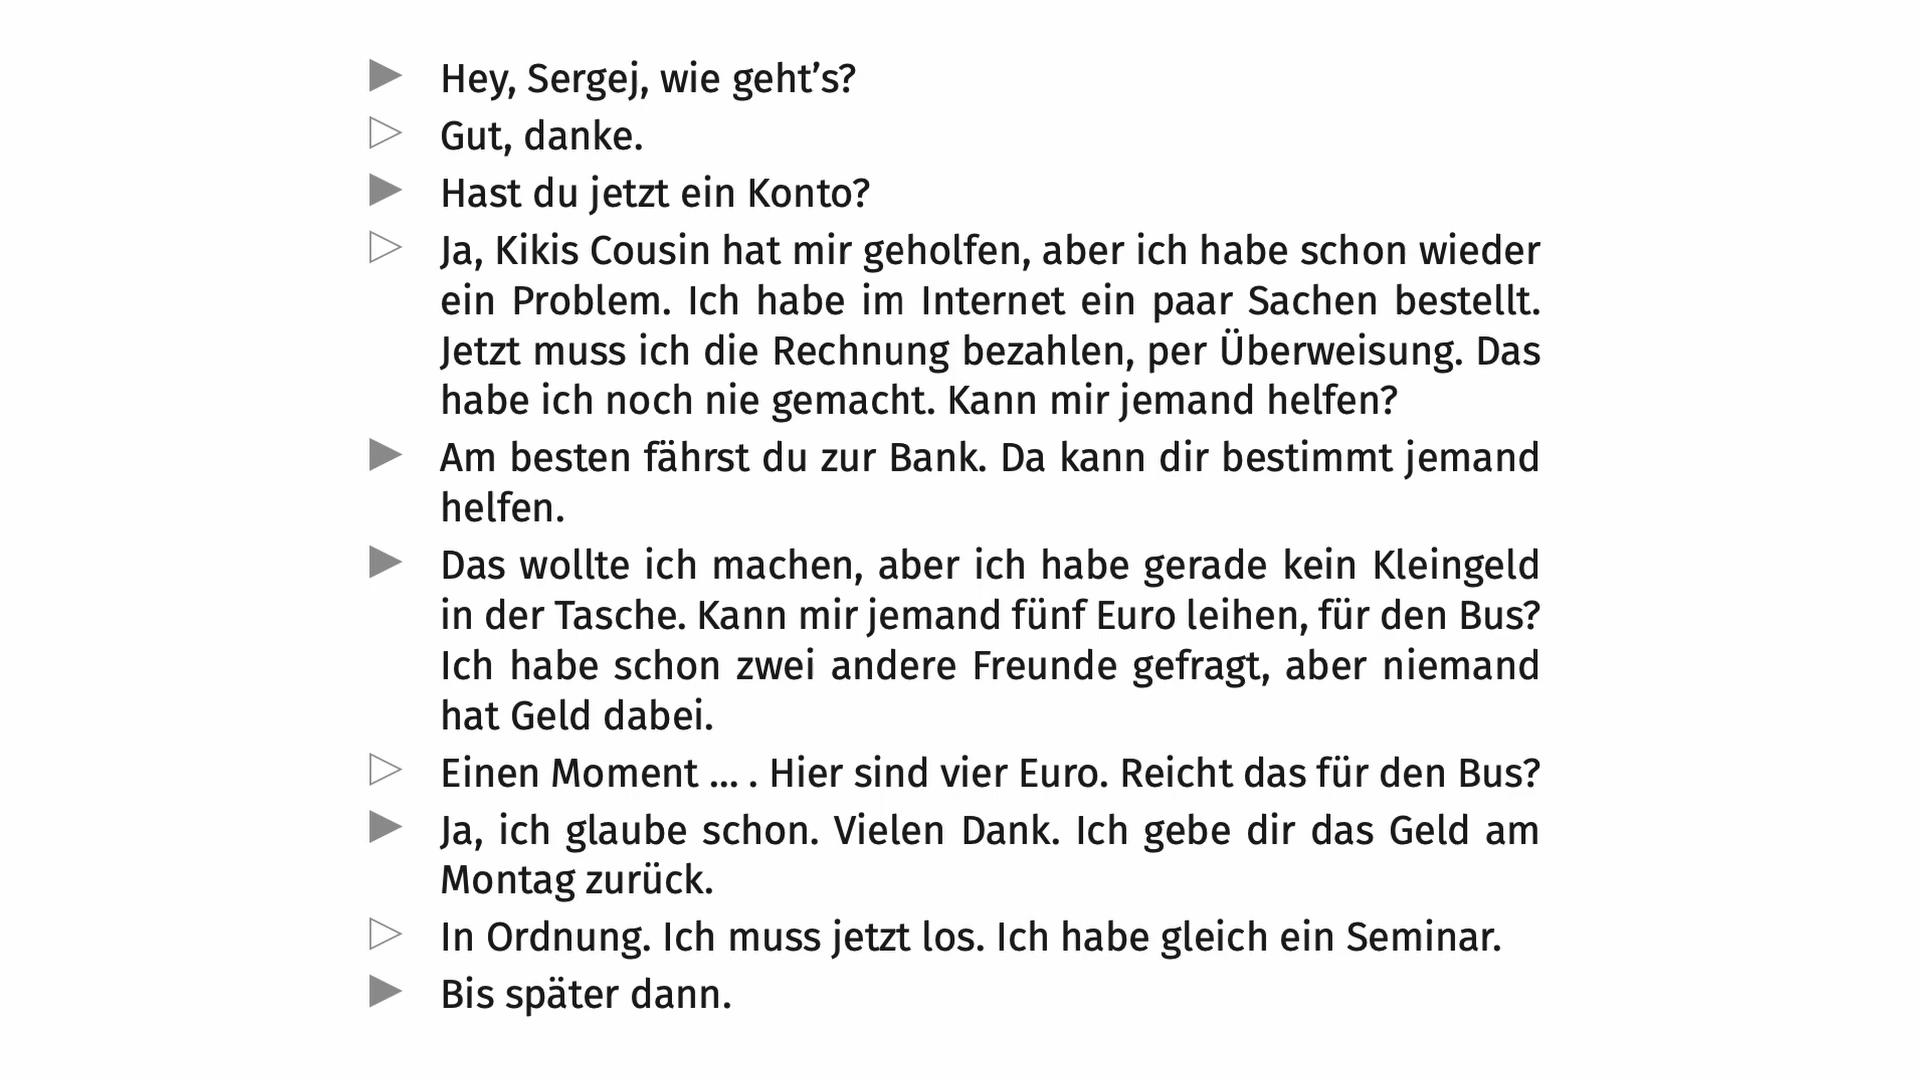 Hey, Sergej, wie geht’s?
Gut, danke.
Hast du jetzt ein Konto?
Ja, Kikis Cousin hat mir geholfen, aber ich habe schon wieder
ein Problem. Ich habe im Internet ein paar Sachen bestellt.
Jetzt muss ich die Rechnung bezahlen, per Überweisung. Das
habe ich noch nie gemacht. Kann mir jemand helfen?
Am besten fährst du zur Bank. Da kann dir bestimmt jemand
helfen.
Das wollte ich machen, aber ich habe gerade kein Kleingeld
in der Tasche. Kann mir jemand fünf Euro leihen, für den Bus?
Ich habe schon zwei andere Freunde gefragt, aber niemand
hat Geld dabei.
Einen Moment ... . Hier sind vier Euro. Reicht das für den Bus?
Ja, ich glaube schon. Vielen Dank. Ich gebe dir das Geld am
Montag zurück.
In Ordnung. Ich muss jetzt los. Ich habe gleich ein Seminar.
Bis später dann.